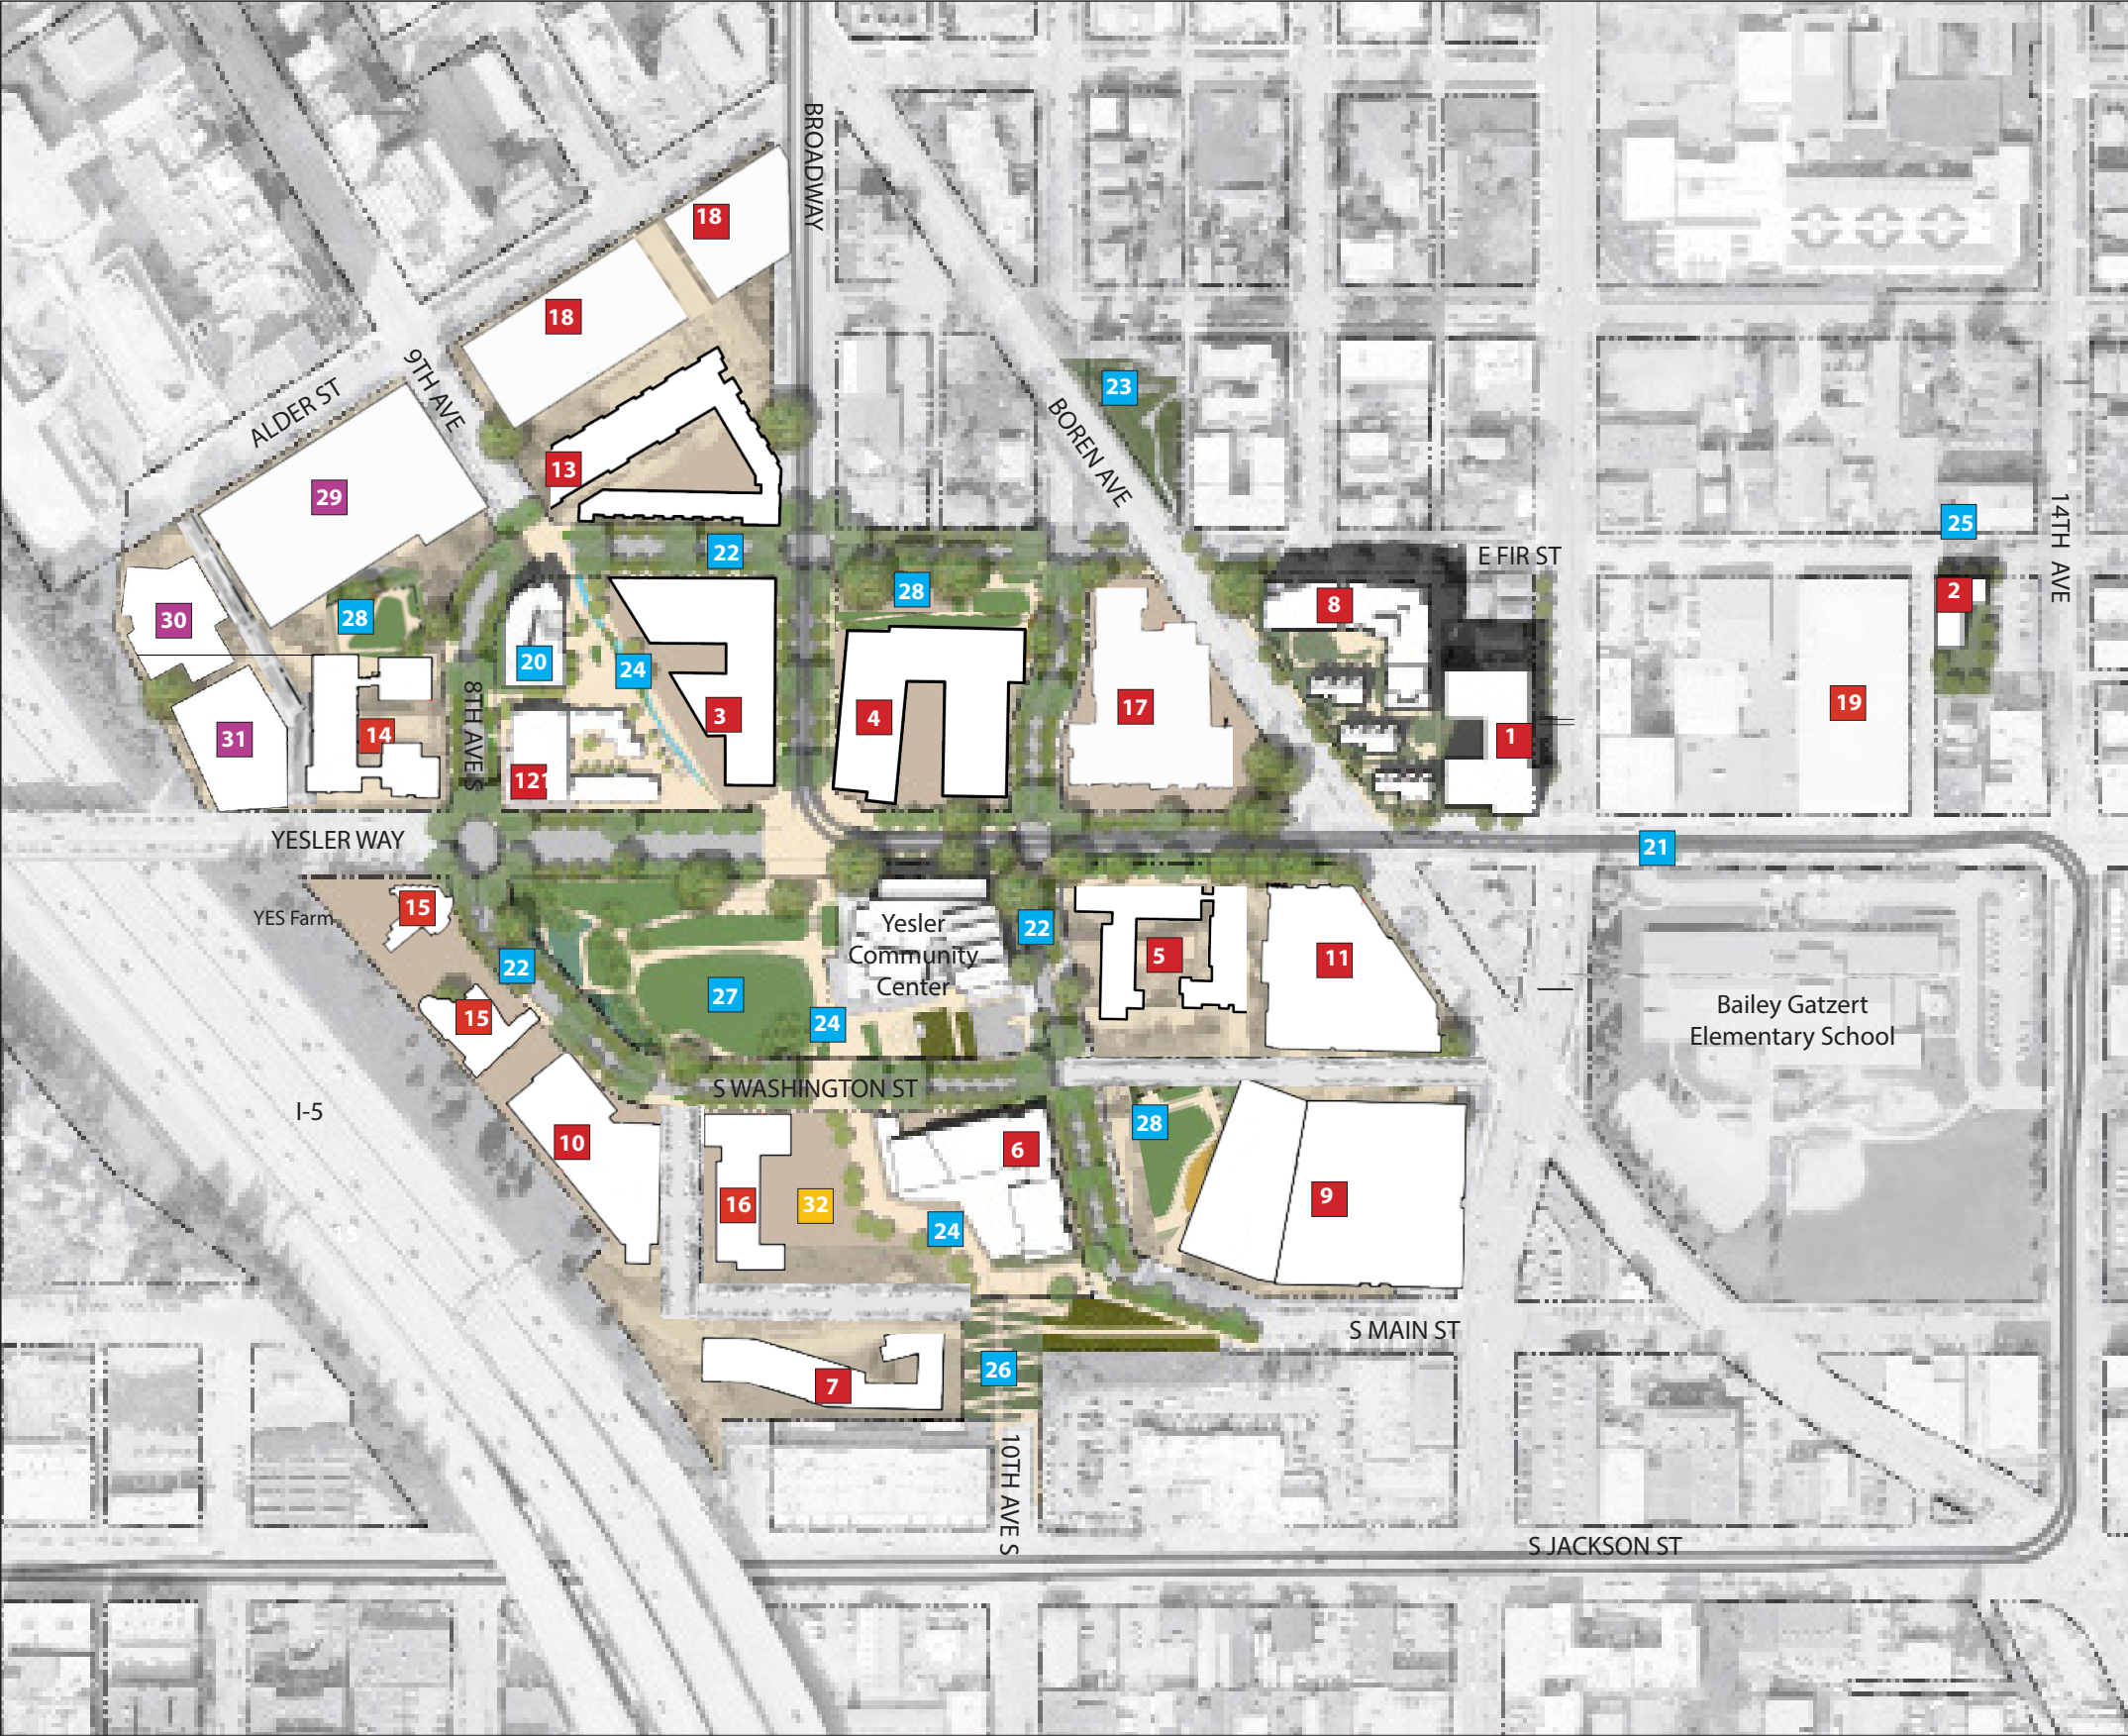 BROADWAY
18
18
9TH AVE
ALDER ST
23
BOREN AVE
13
29
14TH AVE
25
22
E FIR ST
28
2
8
30
28
20
24
19
17
3
4
31
14
8TH AVE S
1
121
YESLER WAY
21
15
YES Farm
Yesler
Community
Center
22
5
11
22
27
15
24
Bailey Gatzert
Elementary School
S WASHINGTON ST
I-5
28
10
6
16
32
9
24
15
S MAIN ST
26
7
10TH AVE S
S JACKSON ST